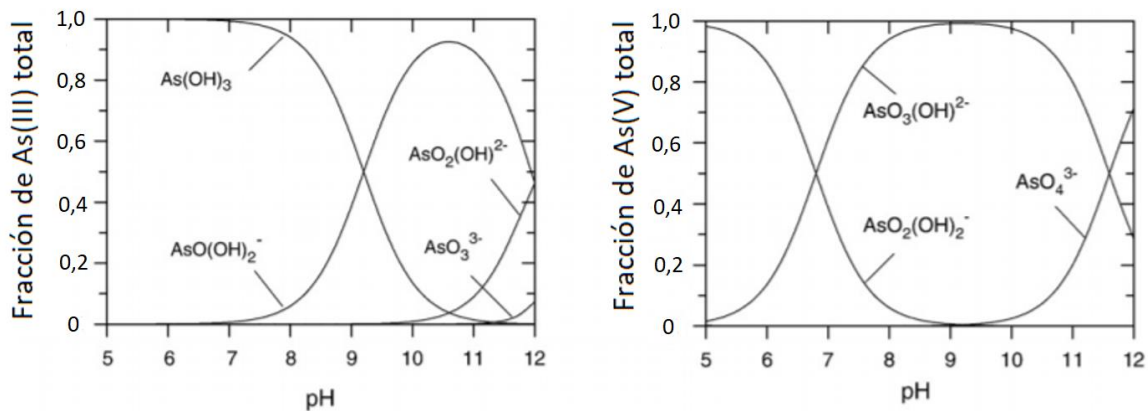 Fracción de As(III) total
1,0
0,8
0,6
0,4
0,2
0
As(OH)₃
AsO(OH)₂⁻
AsO₂(OH)²⁻
AsO₃³⁻
5 6 7 8 9 10 11 12
pH
Fracción de As(V) total
1,0
0,8
0,6
0,4
0,2
0
AsO₃(OH)²⁻
AsO₄³⁻
AsO₂(OH)₂⁻
5 6 7 8 9 10 11 12
pH